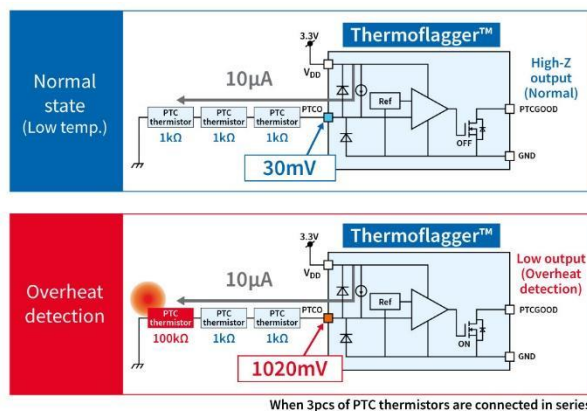 Normal
state
(Low temp.)
3.3V
Thermoflagger™
VDD
10μA
PTC
thermistor
PTC
thermistor
PTC
thermistor
1kΩ
1kΩ
1kΩ
PTCO
30mV
Ref
OFF
High-Z
output
(Normal)
PTCGOOD
GND
Overheat
detection
3.3V
Thermoflagger™
VDD
10μA
PTC
thermistor
PTC
thermistor
PTC
thermistor
100kΩ
1kΩ
1kΩ
PTCO
1020mV
Ref
ON
Low output
(Overheat
detection)
PTCGOOD
GND
When 3pcs of PTC thermistors are connected in series